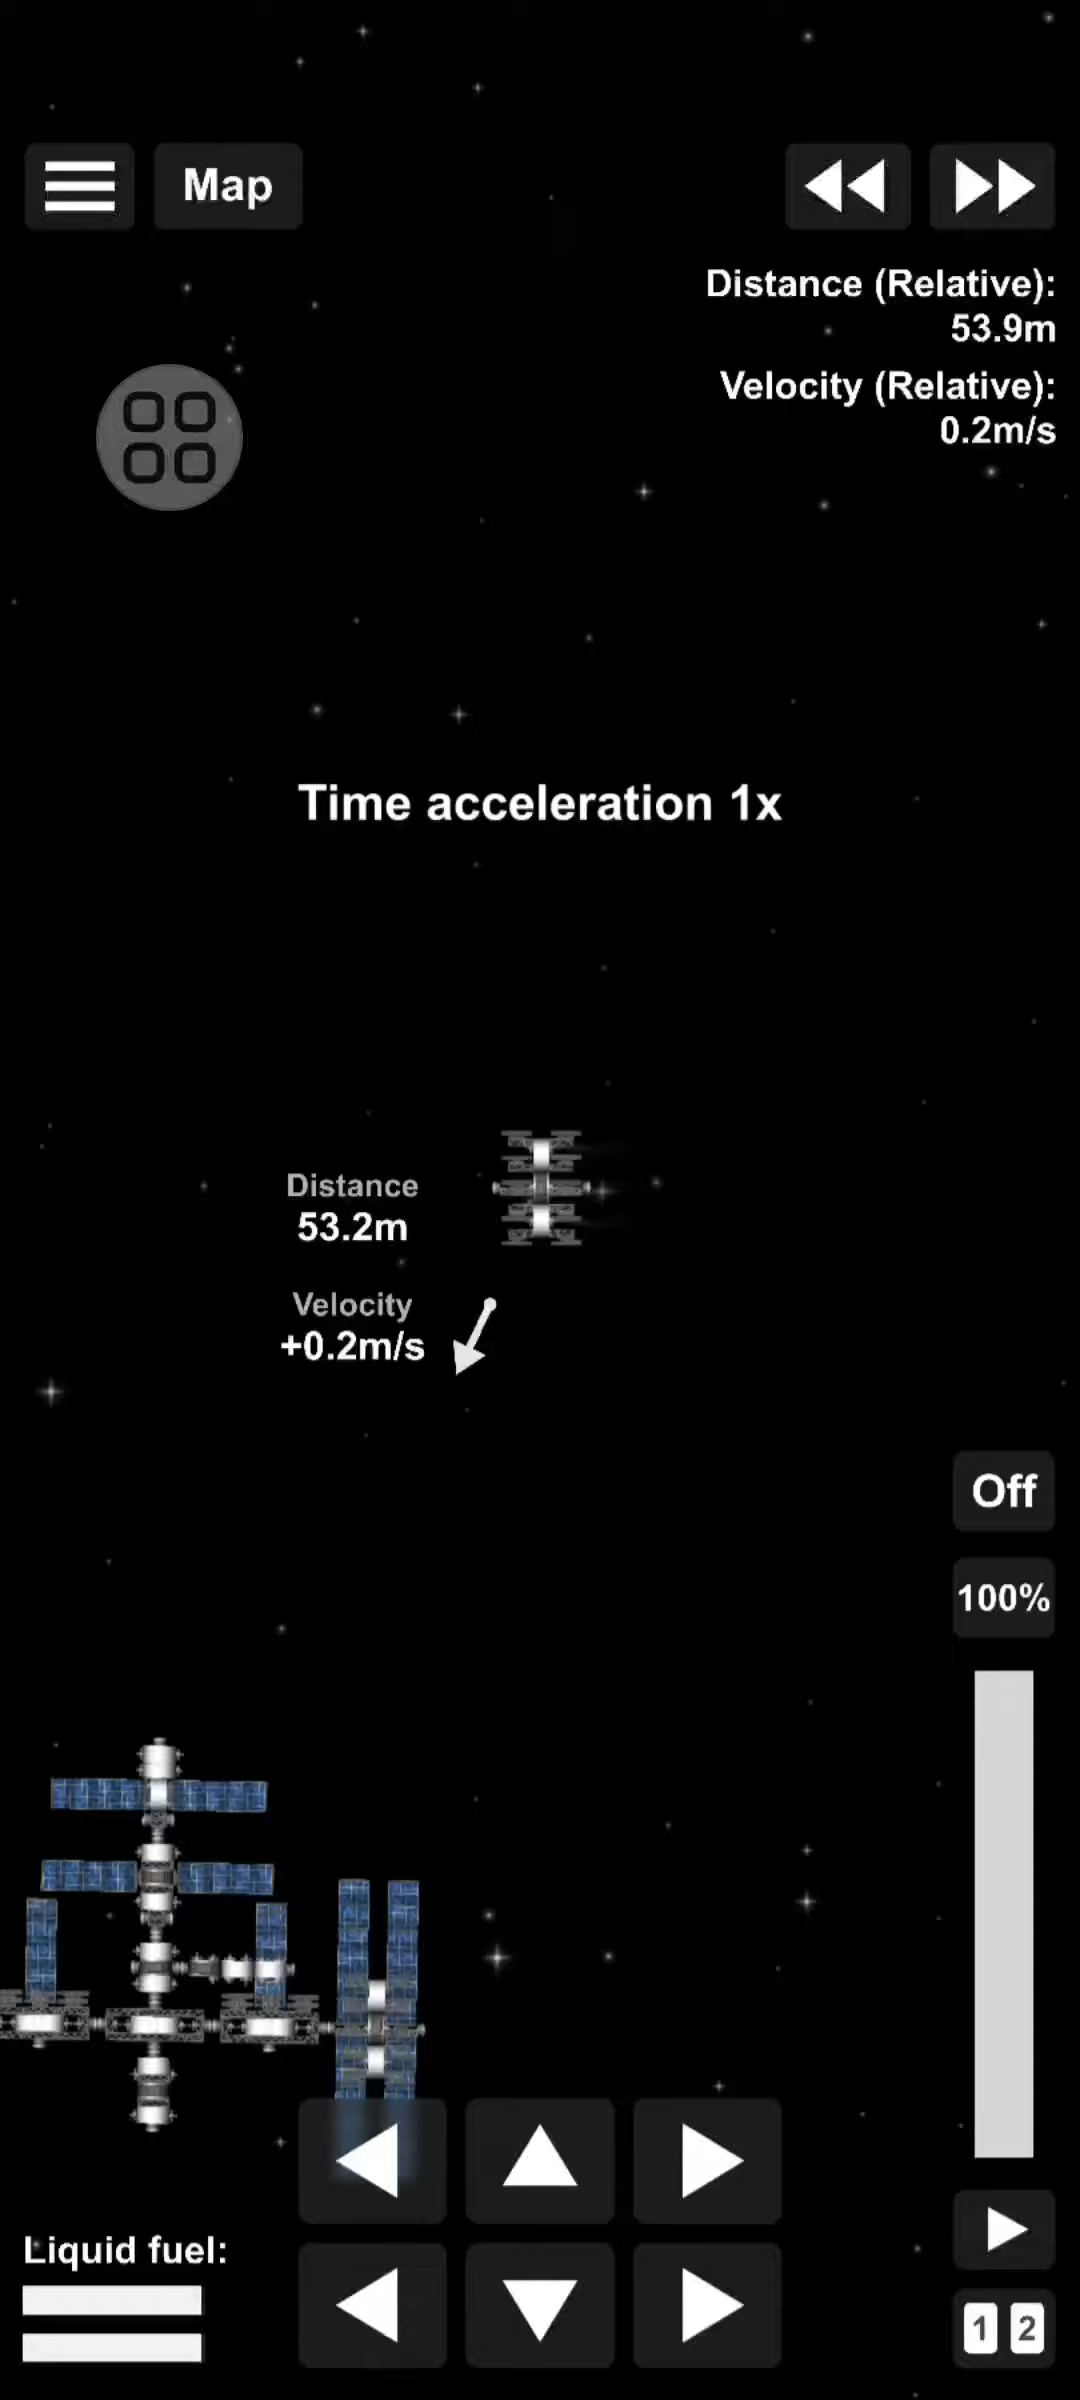 Map
Distance (Relative):
53.9m
Velocity (Relative):
0.2m/s
Time acceleration 1x
Distance
53.2m
Velocity
+0.2m/s
Off
100%
Liquid fuel:
1 2